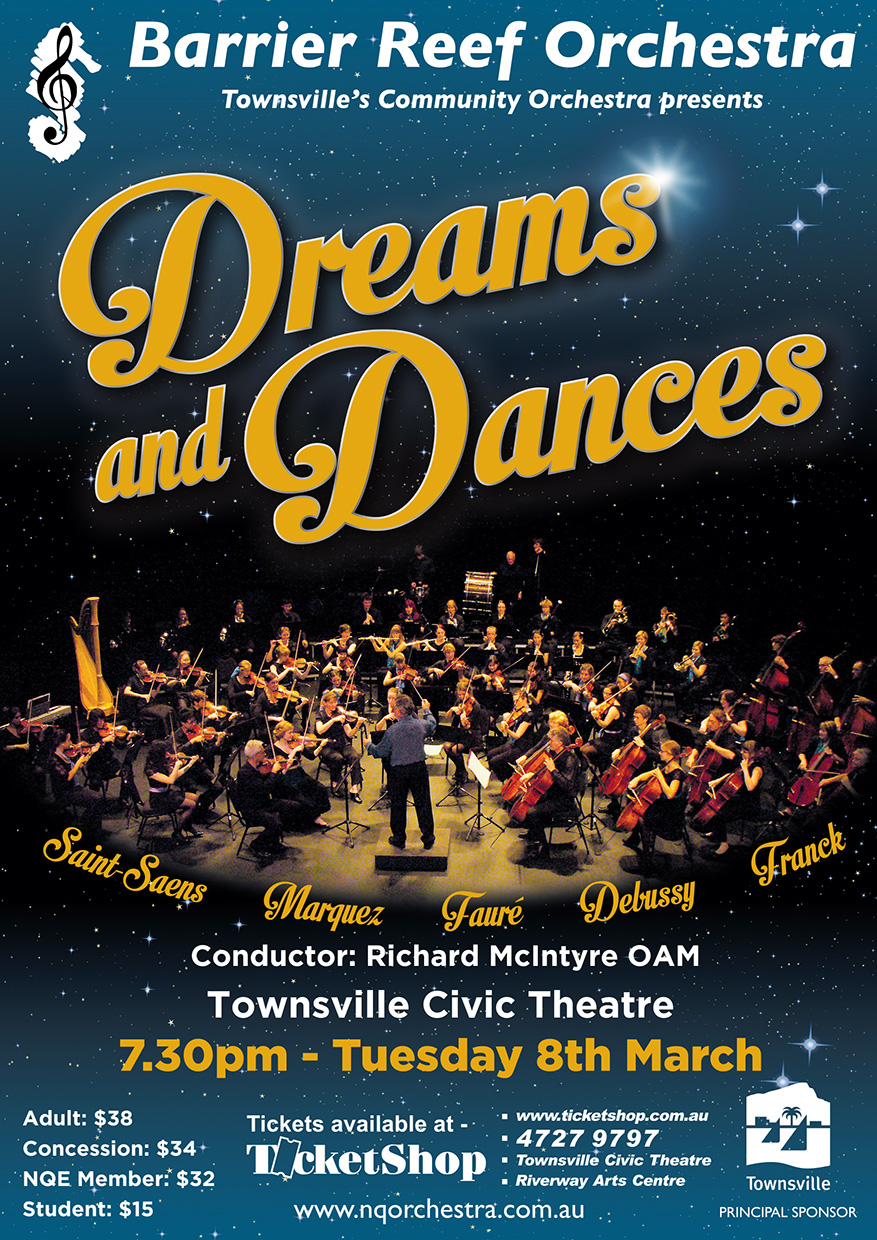 Barrier Reef Orchestra
Townsville's Community Orchestra presents
Dreams
and Dances
Saint-Saens
Marquez
Fauré
Debussy
Franck
Conductor: Richard McIntyre OAM
Townsville Civic Theatre
7.30pm - Tuesday 8th March
Adult: $38
Concession: $34
NQE Member: $32
Student: $15
Tickets available at -
TicketShop
▪ www.ticketshop.com.au
▪ 4727 9797
▪ Townsville Civic Theatre
▪ Riverway Arts Centre
www.nqorchestra.com.au
Townsville
PRINCIPAL SPONSOR